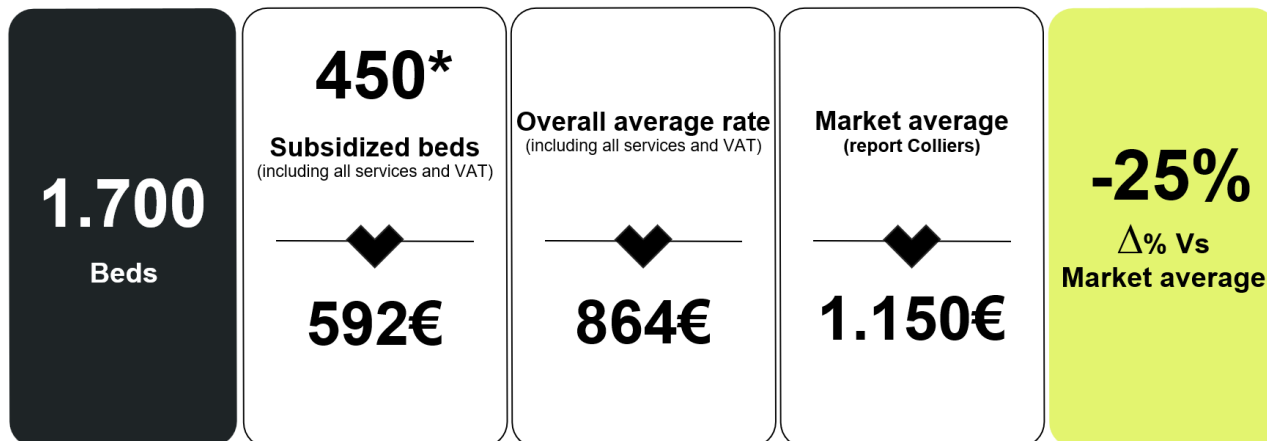 1.700
Beds
450*
Subsidized beds
(including all services and VAT)
592€
Overall average rate
(including all services and VAT)
864€
Market average
(report Colliers)
1.150€
-25%
Δ% Vs
Market average